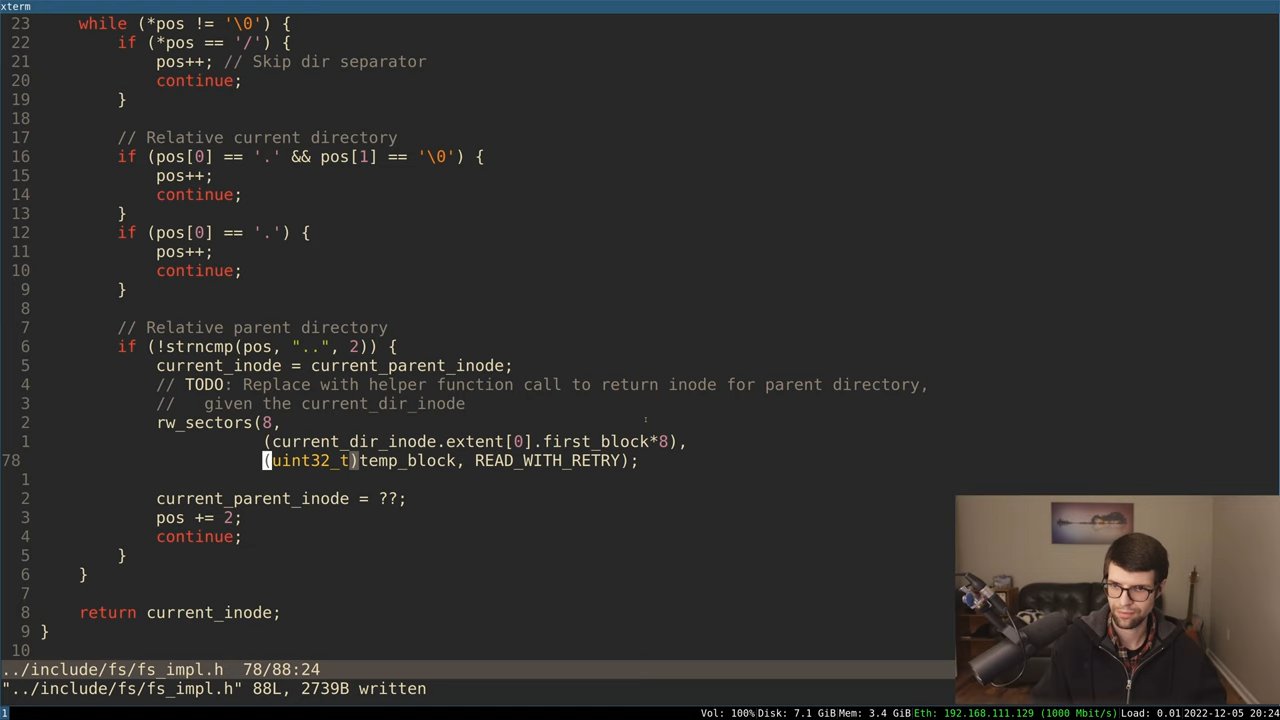 xterm
23     while (*pos != '\0') {
22         if (*pos == '/') {
21             pos++; // Skip dir separator
20             continue;
19         }
18
17         // Relative current directory
16         if (pos[0] == '.' && pos[1] == '\0') {
15             pos++;
14             continue;
13         }
12         if (pos[0] == '.') {
11             pos++;
10             continue;
9         }
8
7         // Relative parent directory
6         if (!strncmp(pos, "..", 2)) {
5             current_inode = current_parent_inode;
4             // TODO: Replace with helper function call to return inode for parent directory,
3             //   given the current_dir_inode
2             rw_sectors(8,
1                        (current_dir_inode.extent[0].first_block*8),
78                        (uint32_t)temp_block, READ_WITH_RETRY);
1
2             current_parent_inode = ??;
3             pos += 2;
4             continue;
5         }
6     }
7
8     return current_inode;
9 }
10
../include/fs/fs_impl.h  78/88:24
"../include/fs/fs_impl.h" 88L, 2739B written
1 Vol: 100% Disk: 7.1 GiB Mem: 3.4 GiB Eth: 192.168.111.129 (1000 Mbit/s) Load: 0.01 2022-12-05 20:24